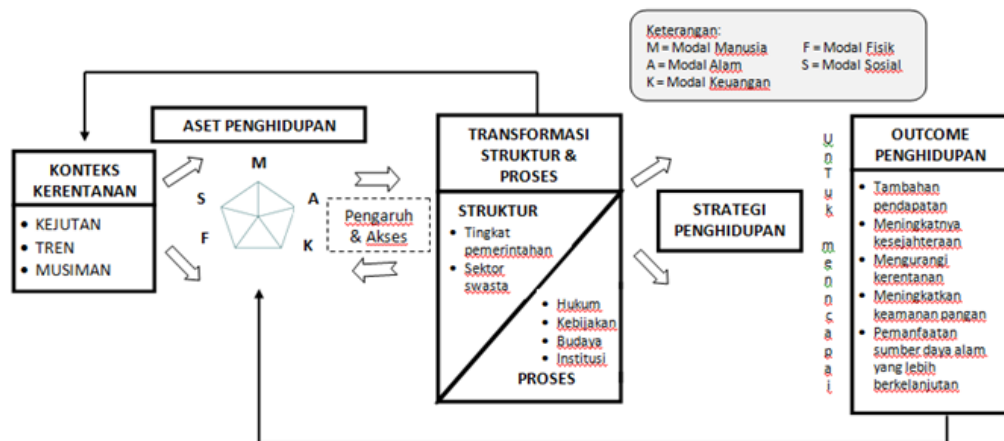 Keterangan:
M = Modal Manusia F = Modal Fisik
A = Modal Alam S = Modal Sosial
K = Modal Keuangan
ASET PENGHIDUPAN
KONTEKS
KERENTANAN
• KEJUTAN
• TREN
• MUSIMAN
M
S
A
F
K
Pengaruh
& Akses
TRANSFORMASI
STRUKTUR &
PROSES
STRUKTUR
• Tingkat
pemerintahan
• Sektor
swasta
• Hukum
• Kebijakan
• Budaya
• Institusi
PROSES
STRATEGI
PENGHIDUPAN
U
n
T
u
k
m
e
n
n
c
a
p
a
i
OUTCOME
PENGHIDUPAN
• Tambahan
pendapatan
• Meningkatnya
kesejahteraan
• Mengurangi
kerentanan
• Meningkatkan
keamanan pangan
• Pemanfaatan
sumber daya alam
yang lebih
berkelanjutan